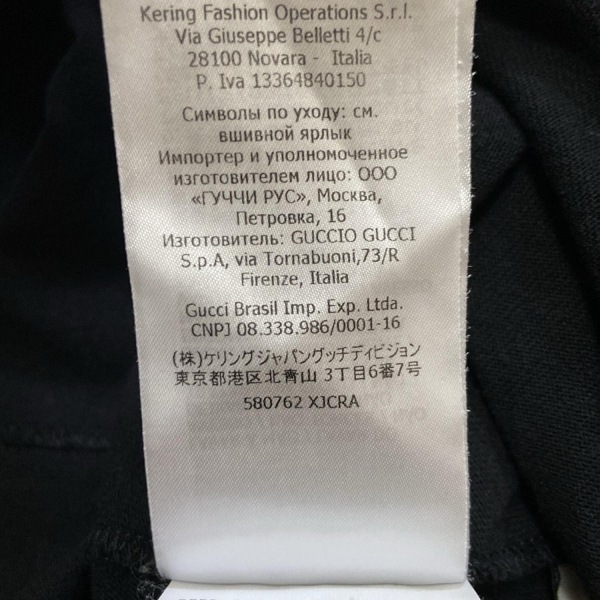 Kering Fashion Operations S.r.l.
Via Giuseppe Belletti 4/c
28100 Novara - Italia
P. Iva 13364840150
Символы по уходу: см.
вшивной ярлык
Импортер и уполномоченное
изготовителем лицо: ООО
«ГУЧЧИ РУС», Москва,
Петровка, 16
Изготовитель: GUCCIO GUCCI
S.p.A, via Tornabuoni,73/R
Firenze, Italia
Gucci Brasil Imp. Exp. Ltda.
CNPJ 08.338.986/0001-16
(株)ケリングジャパングッチディビジョン
東京都港区北青山 3丁目6番7号
580762 XJCRA